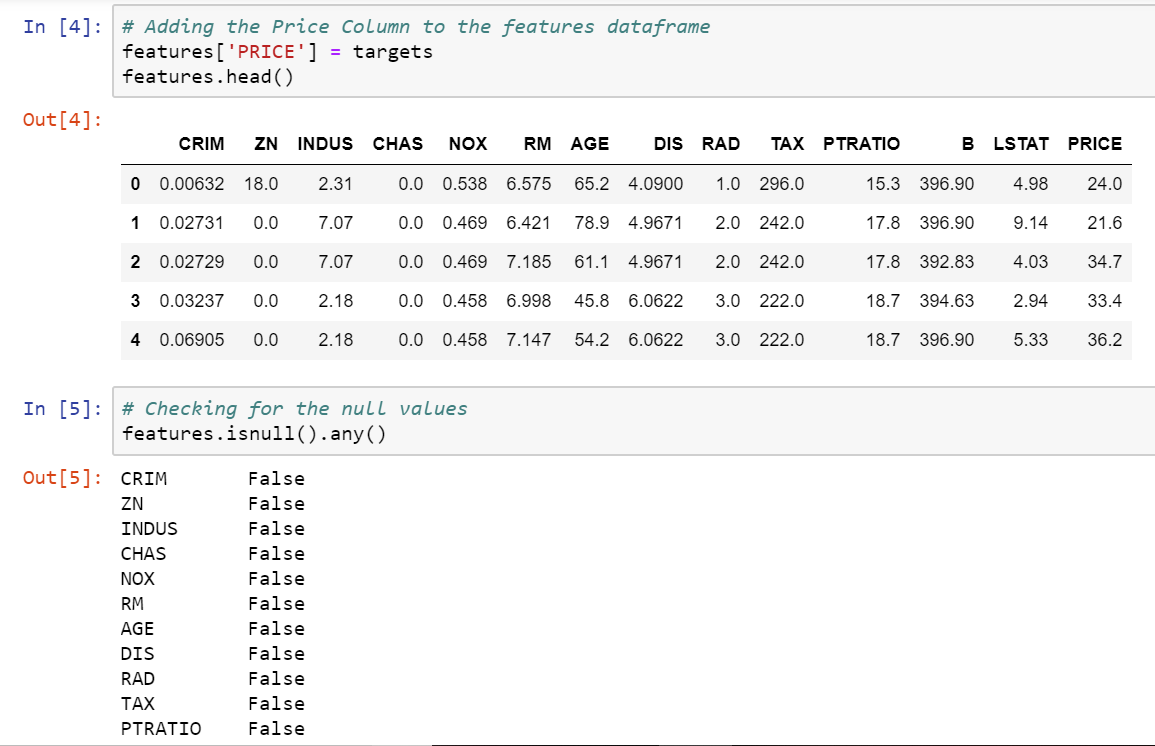 In [4]: # Adding the Price Column to the features dataframe
features['PRICE'] = targets
features.head()
Out[4]:
CRIM ZN INDUS CHAS NOX RM AGE DIS RAD TAX PTRATIO B LSTAT PRICE
0 0.00632 18.0 2.31 0.0 0.538 6.575 65.2 4.0900 1.0 296.0 15.3 396.90 4.98 24.0
1 0.02731 0.0 7.07 0.0 0.469 6.421 78.9 4.9671 2.0 242.0 17.8 396.90 9.14 21.6
2 0.02729 0.0 7.07 0.0 0.469 7.185 61.1 4.9671 2.0 242.0 17.8 392.83 4.03 34.7
3 0.03237 0.0 2.18 0.0 0.458 6.998 45.8 6.0622 3.0 222.0 18.7 394.63 2.94 33.4
4 0.06905 0.0 2.18 0.0 0.458 7.147 54.2 6.0622 3.0 222.0 18.7 396.90 5.33 36.2
In [5]: # Checking for the null values
features.isnull().any()
Out[5]: CRIM False
ZN False
INDUS False
CHAS False
NOX False
RM False
AGE False
DIS False
RAD False
TAX False
PTRATIO False